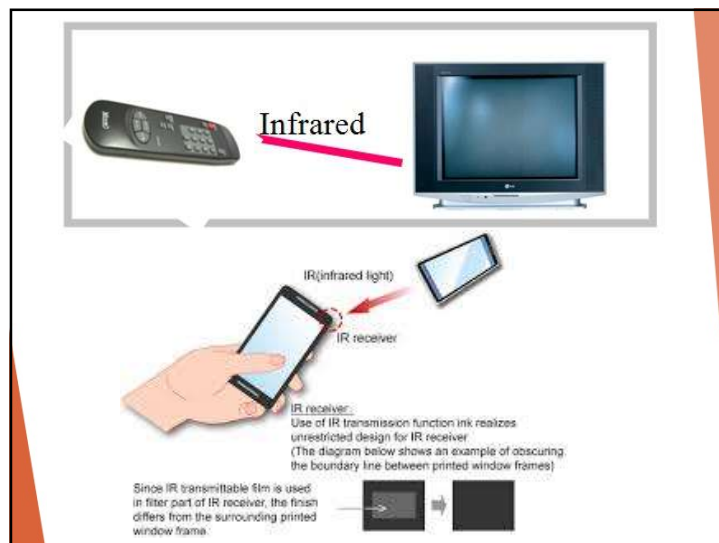 Infrared
IR(infrared light)
IR receiver
IR receiver:
Use of IR transmission function ink realizes
unrestricted design for IR receiver
(The diagram below shows an example of obscuring
the boundary line between printed window frames)
Since IR transmittable film is used
in filter part of IR receiver, the finish
differs from the surrounding printed
window frame.